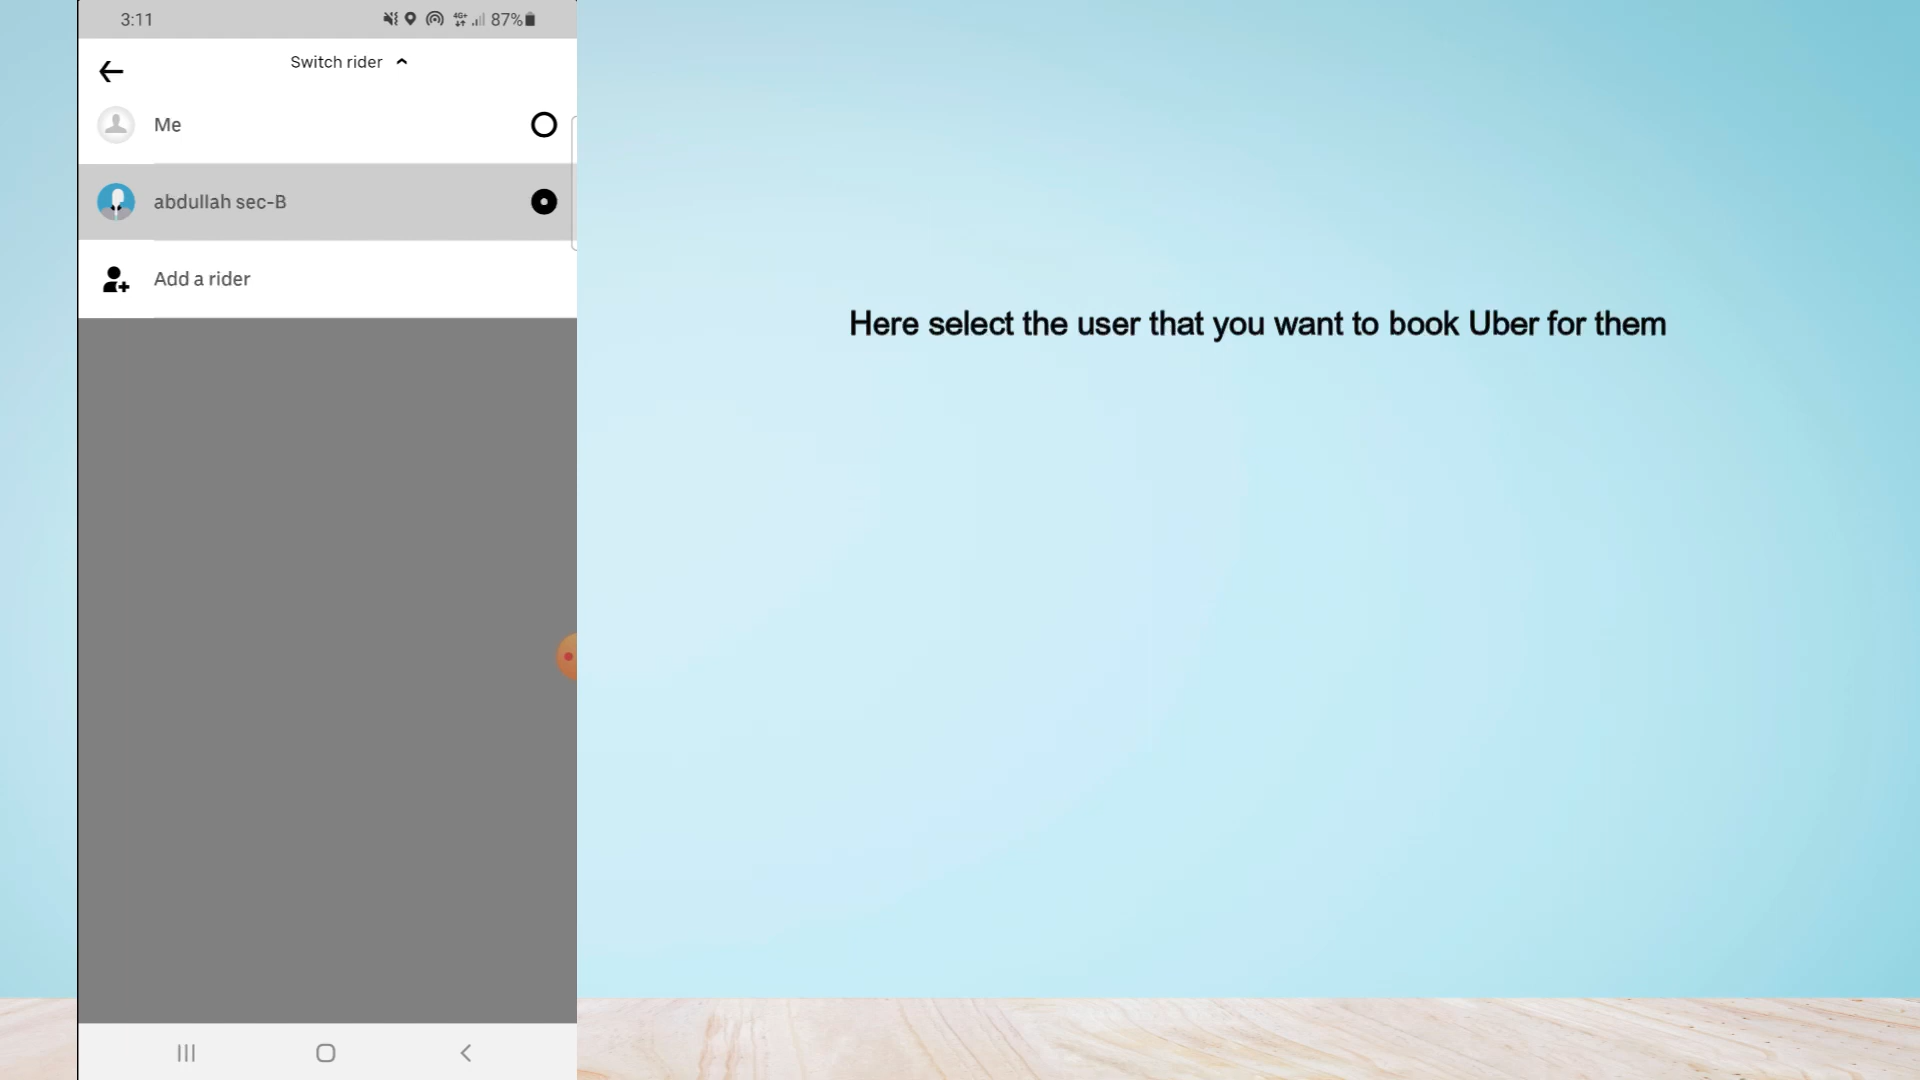 3:11
4G+
87%
Switch rider
Me
abdullah sec-B
Add a rider
Here select the user that you want to book Uber for them